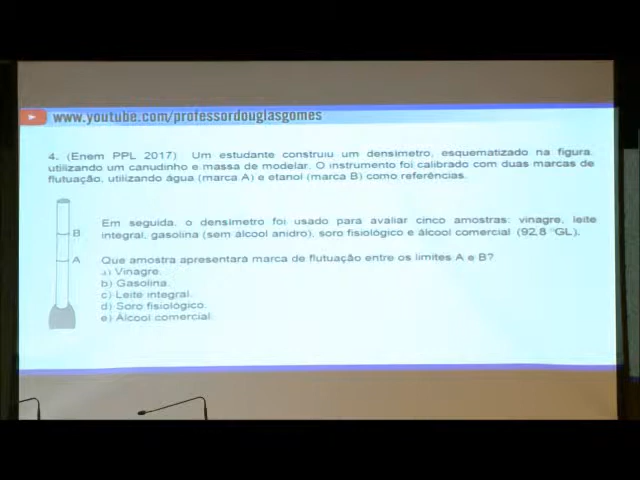 www.youtube.com/professordouglasgomes
4. (Enem PPL 2017) Um estudante construiu um densímetro, esquematizado na figura,
utilizando um canudinho e massa de modelar. O instrumento foi calibrado com duas marcas de
flutuação, utilizando água (marca A) e etanol (marca B) como referências.
B
A
Em seguida, o densímetro foi usado para avaliar cinco amostras: vinagre, leite
integral, gasolina (sem álcool anidro), soro fisiológico e álcool comercial (92,8 °GL).
Que amostra apresentará marca de flutuação entre os limites A e B?
a) Vinagre.
b) Gasolina.
c) Leite integral.
d) Soro fisiológico.
e) Álcool comercial.